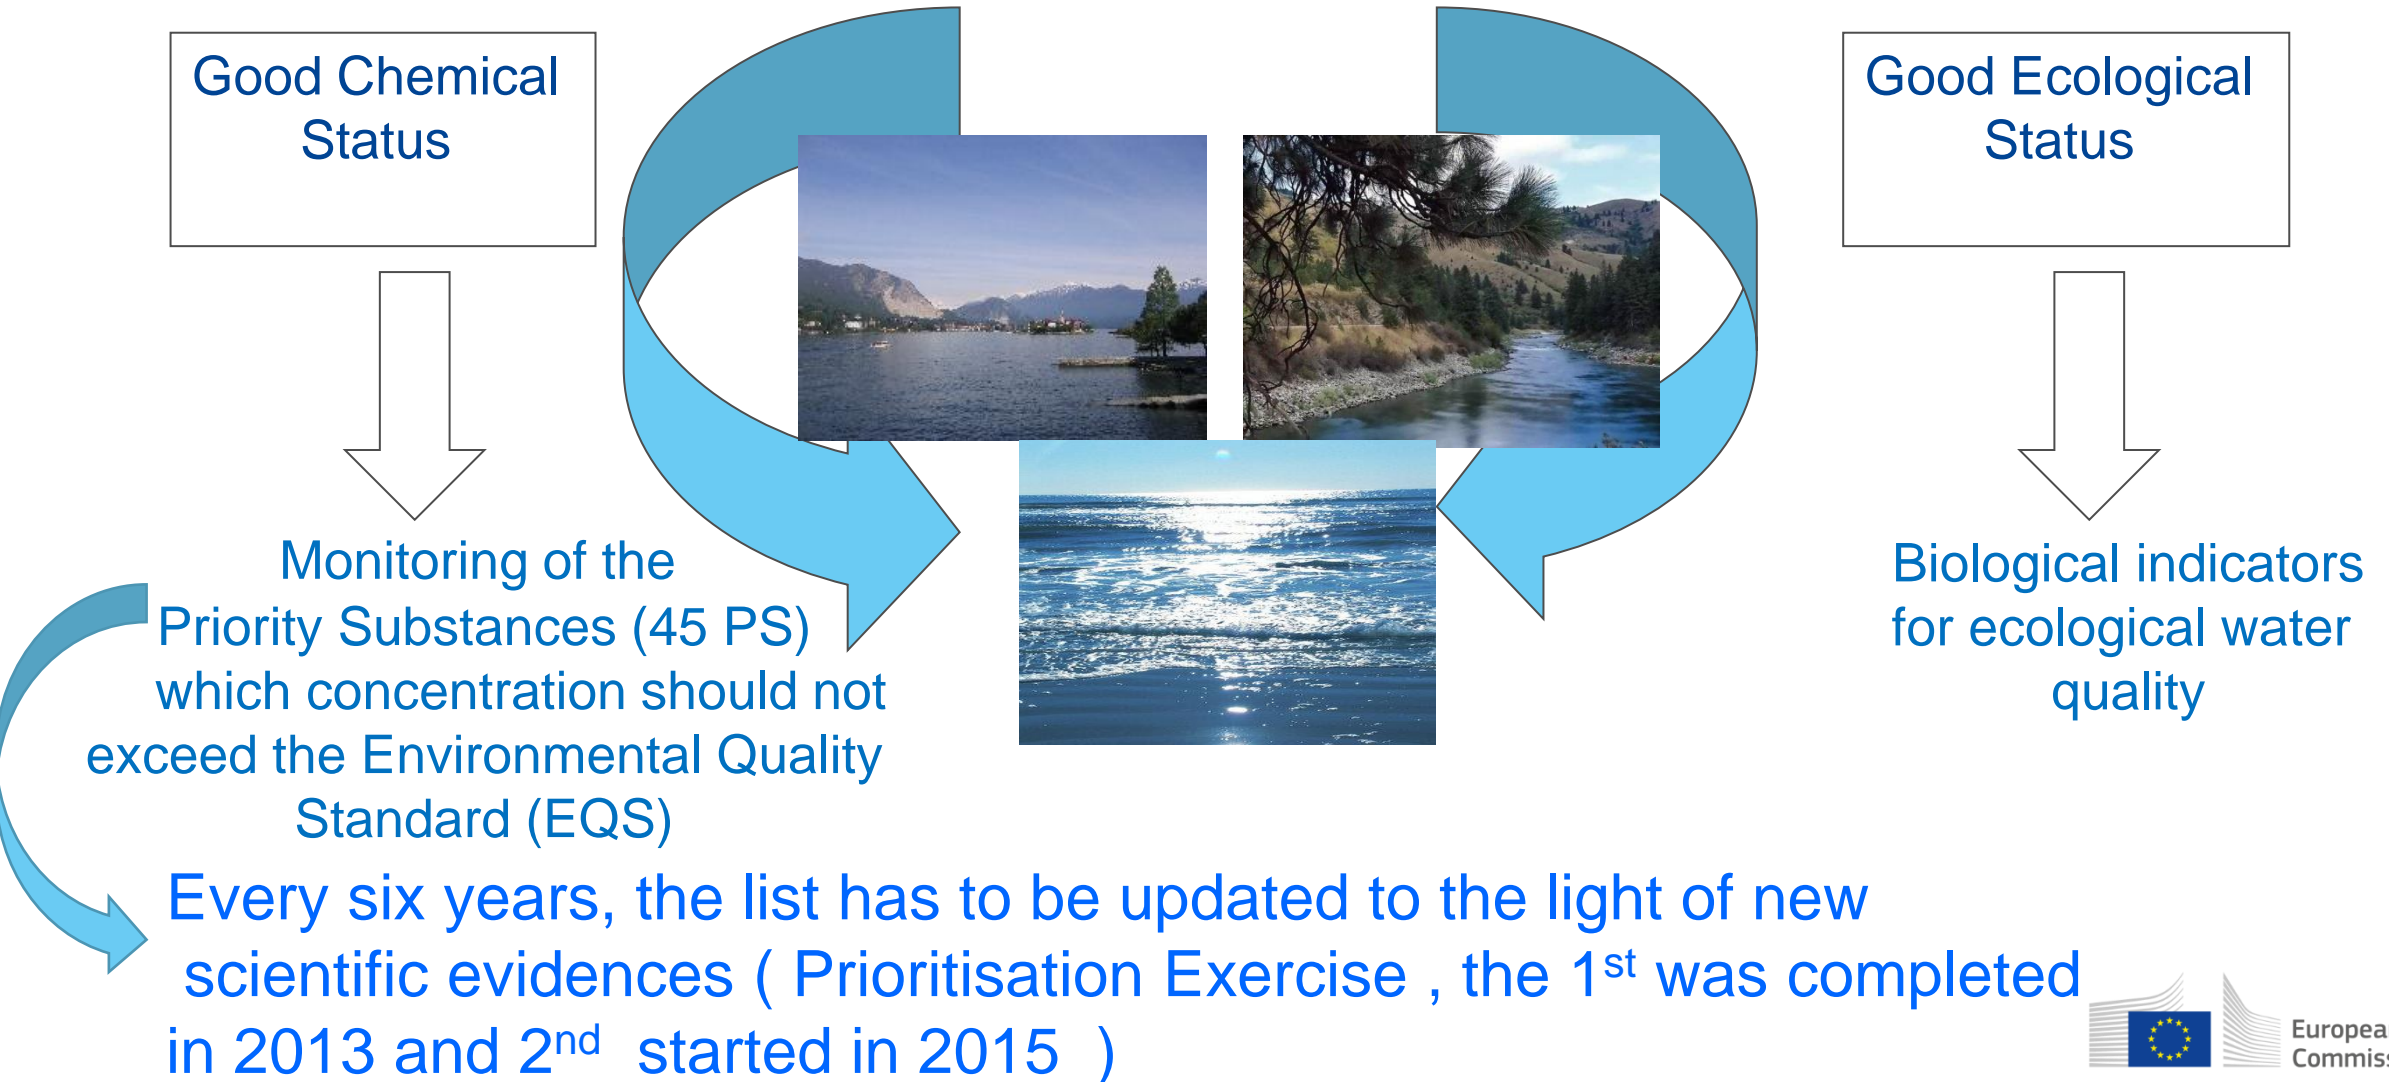 Good Chemical
Status
Good Ecological
Status
Monitoring of the
Priority Substances (45 PS)
which concentration should not
exceed the Environmental Quality
Standard (EQS)
Biological indicators
for ecological water
quality
Every six years, the list has to be updated to the light of new
scientific evidences ( Prioritisation Exercise , the 1st was completed
in 2013 and 2nd started in 2015 )